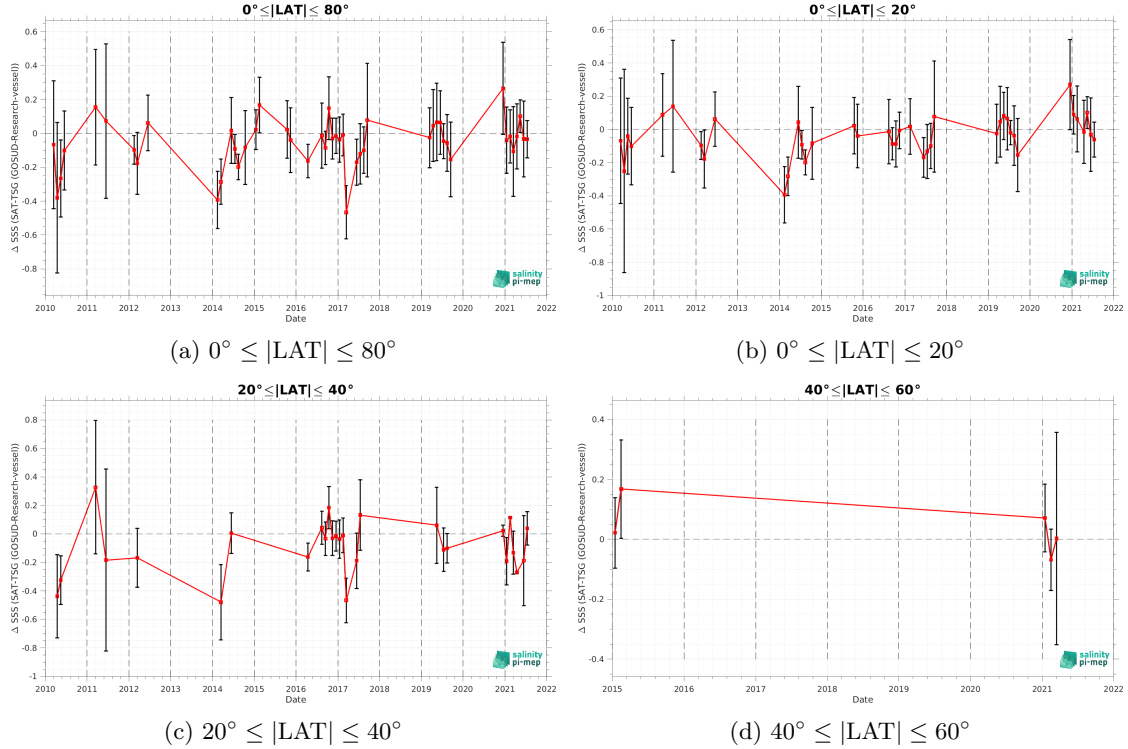 0°≤|LAT|≤ 80°
Δ SSS (SAT-TSG (GOSUD-Research-vessel))
0.8
0.6
0.4
0.2
0
-0.2
-0.4
-0.6
-0.8
2010 2011 2012 2013 2014 2015 2016 2017 2018 2019 2020 2021 2022
Date
salinity
pi-mep
(a) 0° ≤ |LAT| ≤ 80°
0°≤|LAT|≤ 20°
Δ SSS (SAT-TSG (GOSUD-Research-vessel))
0.6
0.4
0.2
0
-0.2
-0.4
-0.6
-0.8
-1
2010 2011 2012 2013 2014 2015 2016 2017 2018 2019 2020 2021 2022
Date
salinity
pi-mep
(b) 0° ≤ |LAT| ≤ 20°
20°≤|LAT|≤ 40°
Δ SSS (SAT-TSG (GOSUD-Research-vessel))
0.8
0.6
0.4
0.2
0
-0.2
-0.4
-0.6
-0.8
-1
2010 2011 2012 2013 2014 2015 2016 2017 2018 2019 2020 2021 2022
Date
salinity
pi-mep
(c) 20° ≤ |LAT| ≤ 40°
40°≤|LAT|≤ 60°
Δ SSS (SAT-TSG (GOSUD-Research-vessel))
0.4
0.2
0
-0.2
-0.4
2015 2016 2017 2018 2019 2020 2021 2022
Date
salinity
pi-mep
(d) 40° ≤ |LAT| ≤ 60°